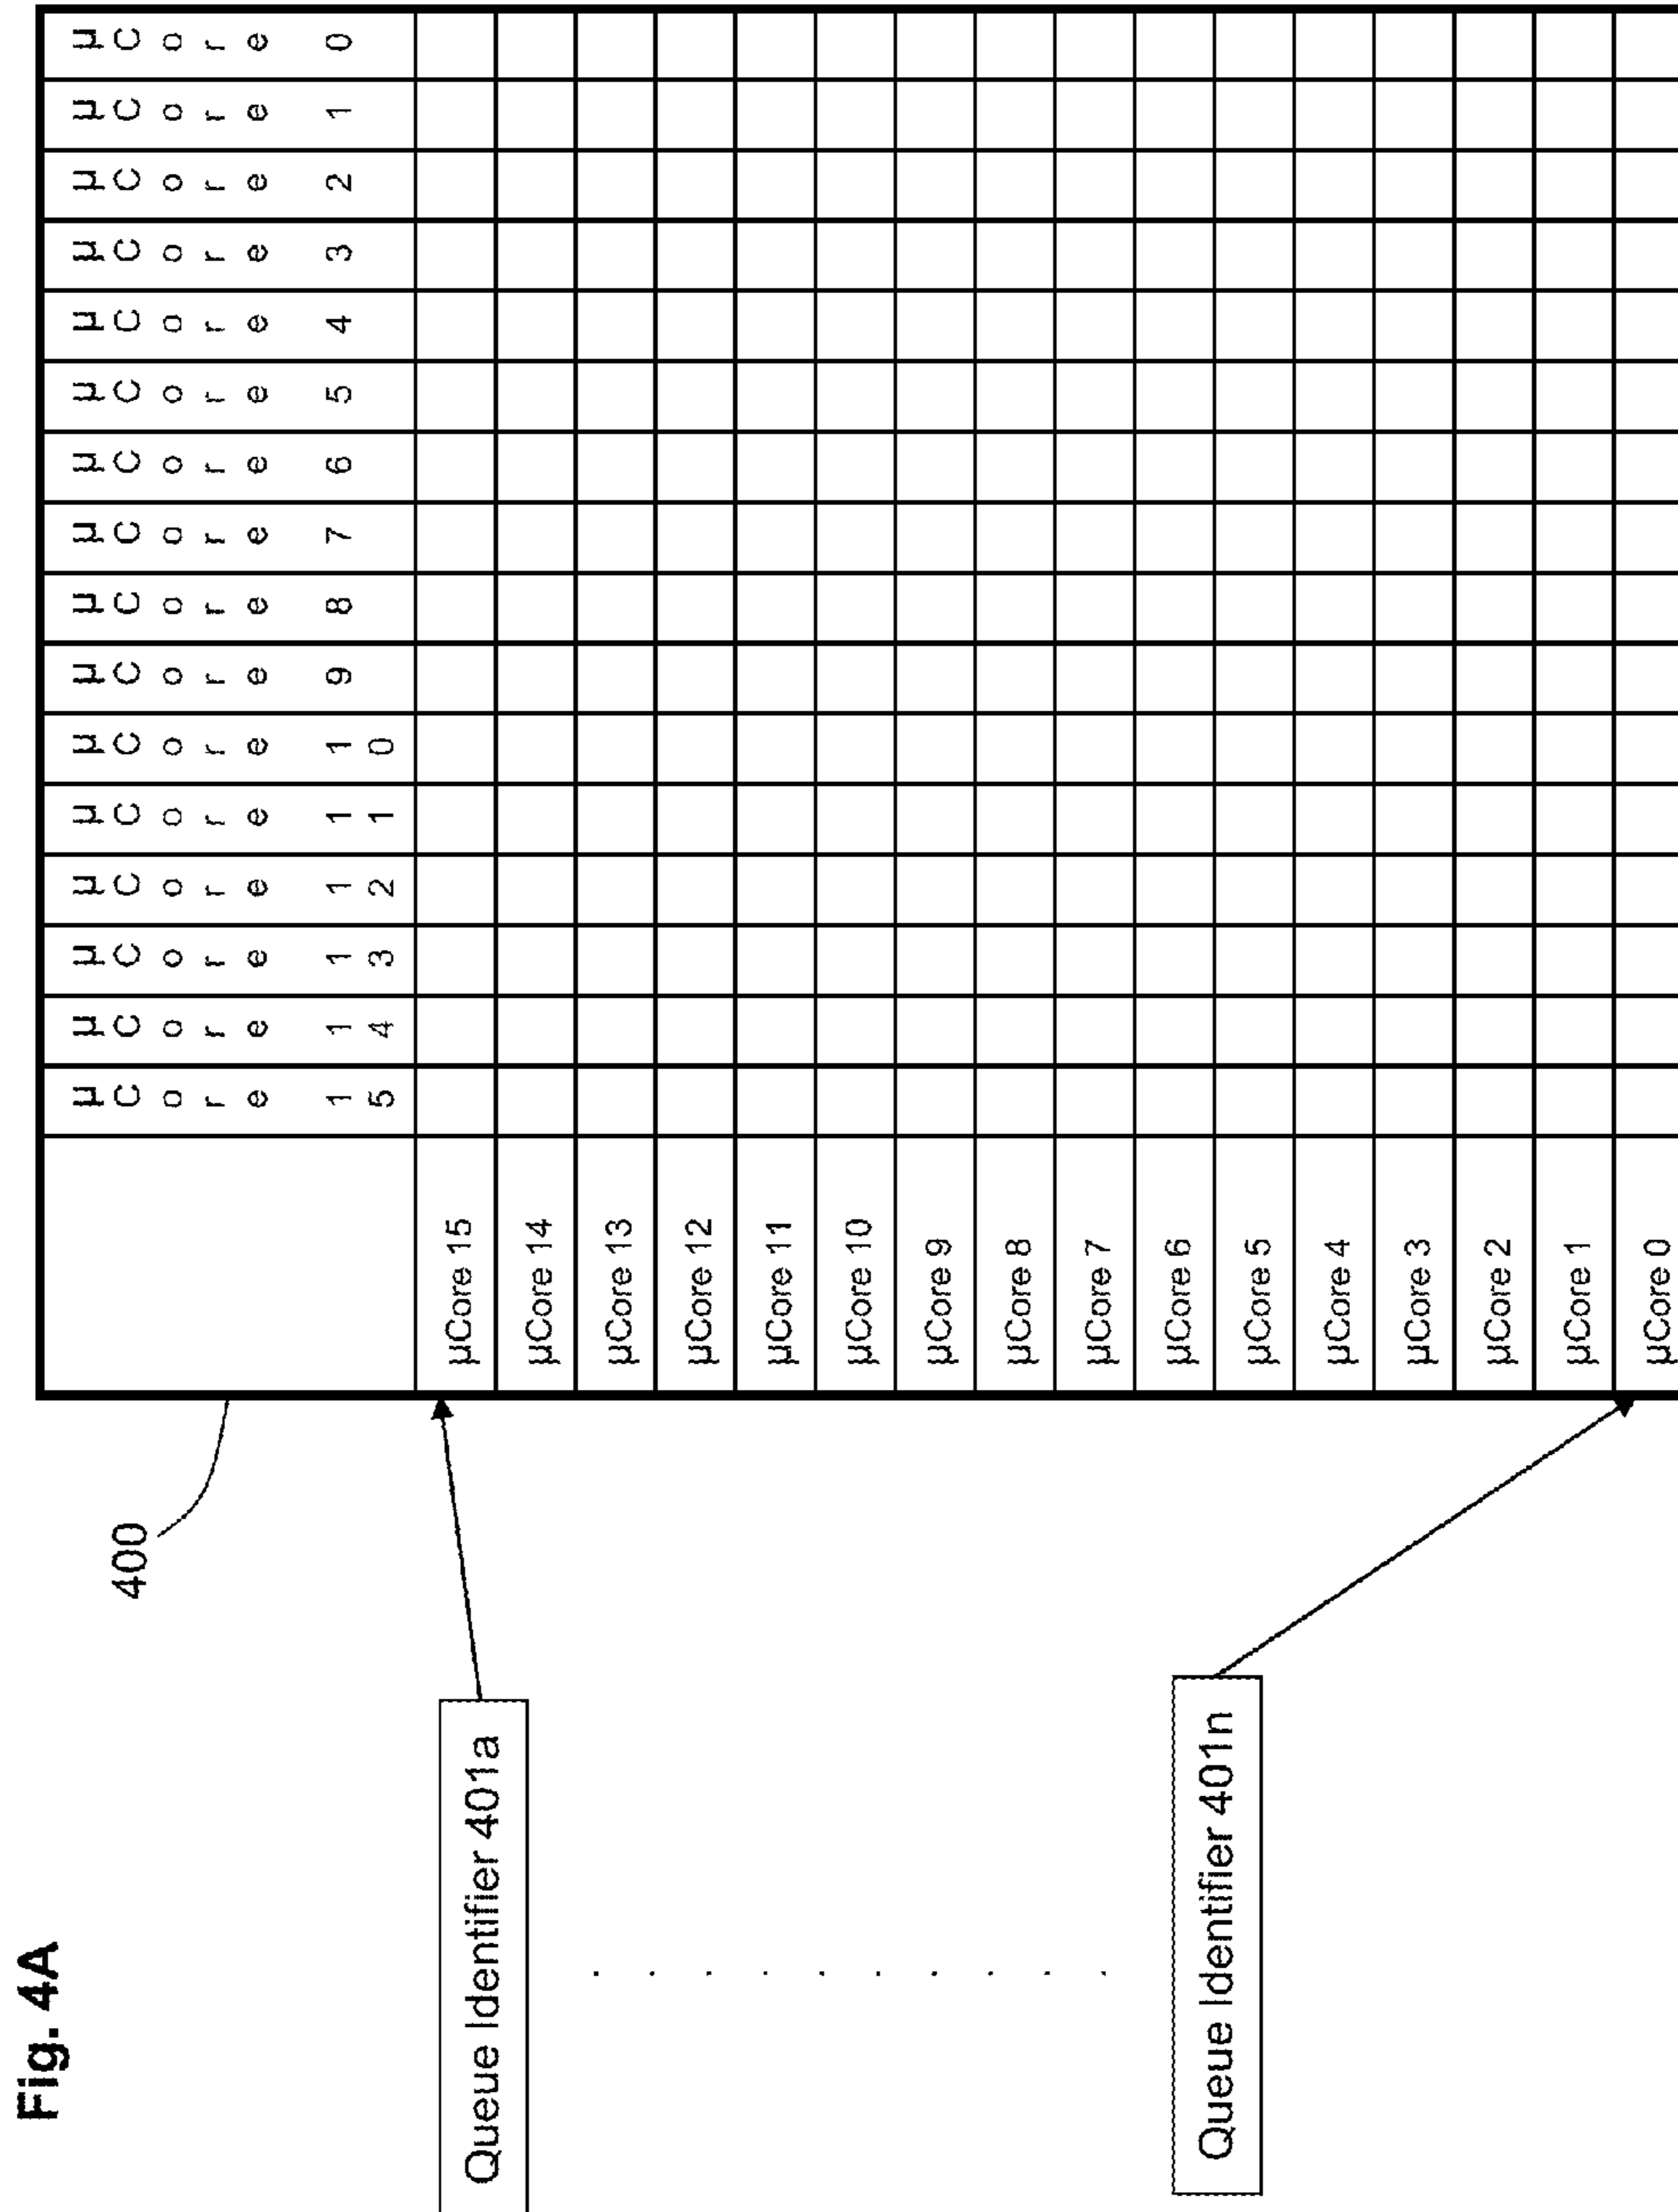 Fig. 4A
400
µCore 15
µCore 14
µCore 13
µCore 12
µCore 11
µCore 10
µCore 9
µCore 8
µCore 7
µCore 6
µCore 5
µCore 4
µCore 3
µCore 2
µCore 1
µCore 0
µCore 15
µCore 14
µCore 13
µCore 12
µCore 11
µCore 10
µCore 9
µCore 8
µCore 7
µCore 6
µCore 5
µCore 4
µCore 3
µCore 2
µCore 1
µCore 0
Queue Identifier 401a
Queue Identifier 401n